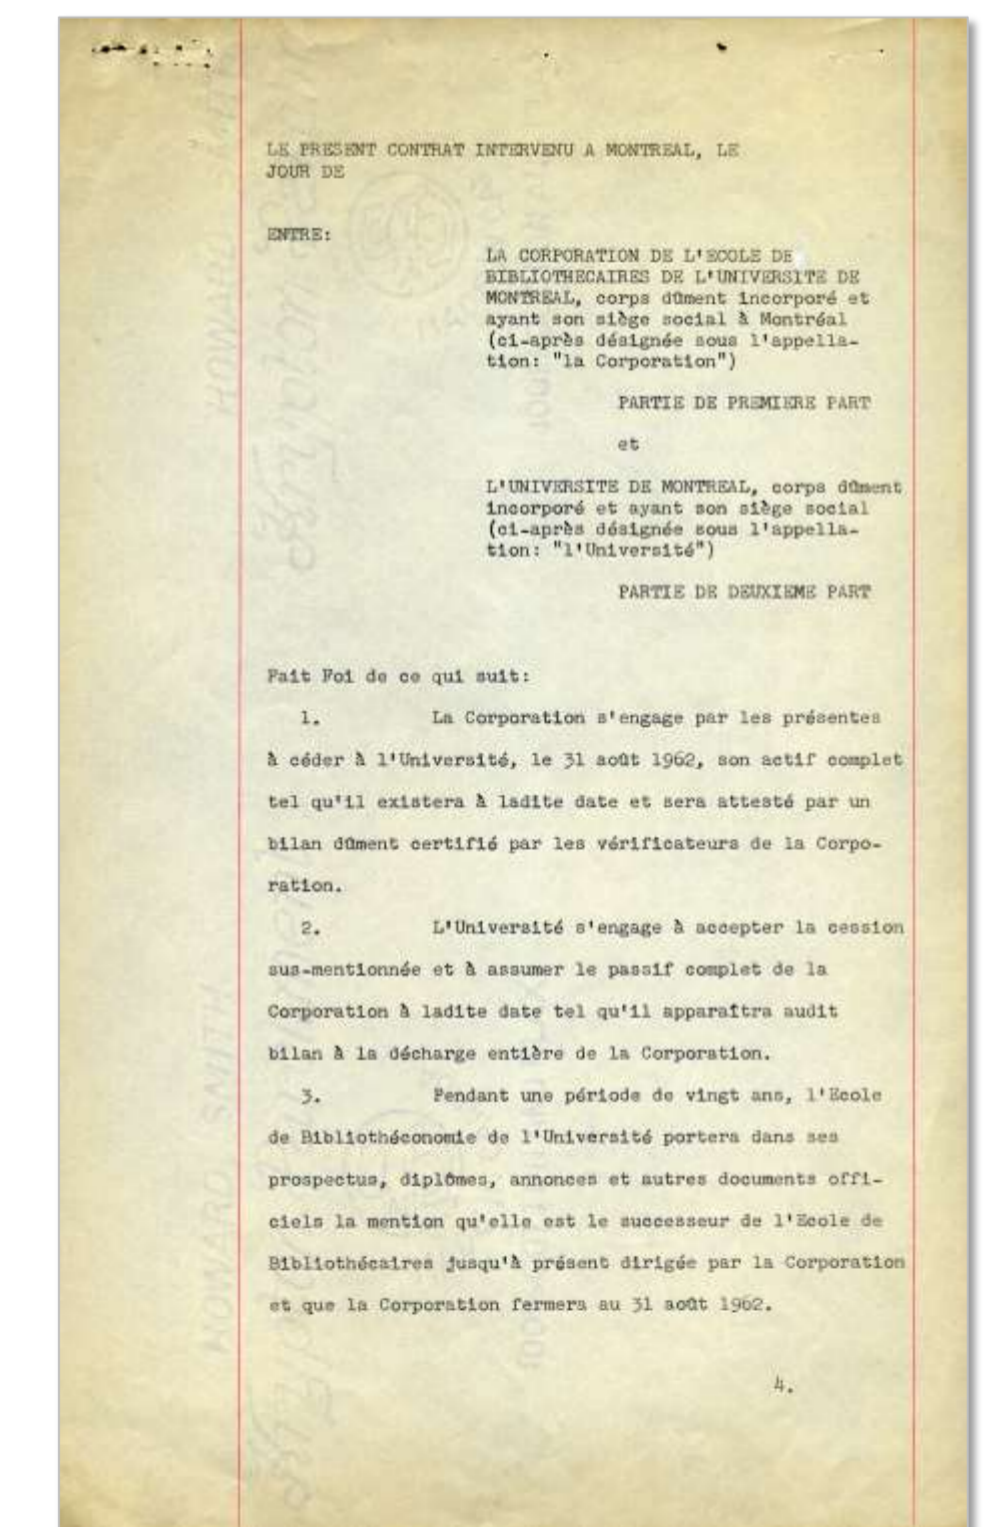 LE PRESENT CONTRAT INTERVENU A MONTREAL, LE
JOUR DE
ENTRE:
LA CORPORATION DE L'ECOLE DE
BIBLIOTHECAIRES DE L'UNIVERSITE DE
MONTREAL, corps dûment incorporé et
ayant son siège social à Montréal
(ci-après désignée sous l'appella-
tion: "la Corporation")
PARTIE DE PREMIERE PART
et
L'UNIVERSITE DE MONTREAL, corps dûment
incorporé et ayant son siège social
(ci-après désignée sous l'appella-
tion: "l'Université")
PARTIE DE DEUXIEME PART
Fait Foi de ce qui suit:
1. La Corporation s'engage par les présentes
à céder à l'Université, le 31 août 1962, son actif complet
tel qu'il existera à ladite date et sera attesté par un
bilan dûment certifié par les vérificateurs de la Corpo-
ration.
2. L'Université s'engage à accepter la cession
sus-mentionnée et à assumer le passif complet de la
Corporation à ladite date tel qu'il apparaîtra audit
bilan à la décharge entière de la Corporation.
3. Pendant une période de vingt ans, l'Ecole
de Bibliothéconomie de l'Université portera dans ses
prospectus, diplômes, annonces et autres documents offi-
ciels la mention qu'elle est le successeur de l'Ecole de
Bibliothécaires jusqu'à présent dirigée par la Corporation
et que la Corporation fermera au 31 août 1962.
4.
HOWARD SMITH